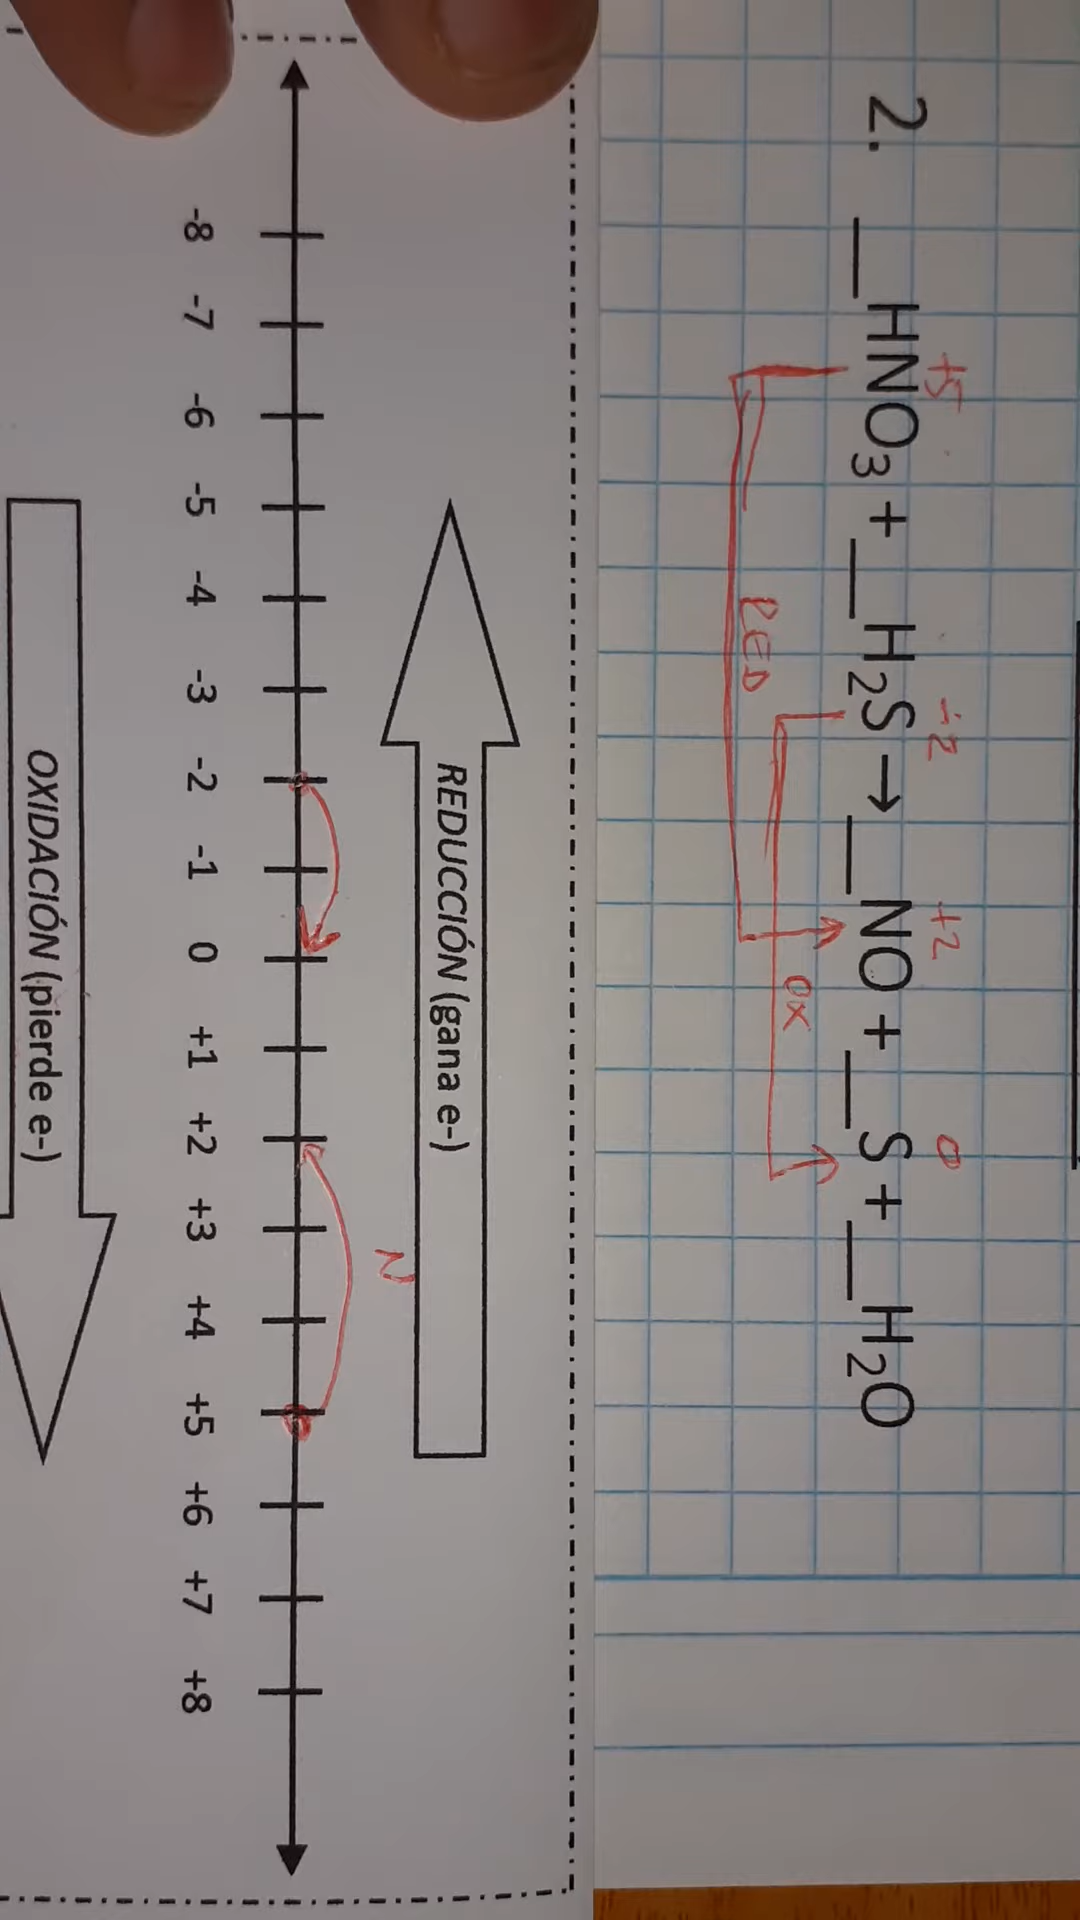 +5 -2 +2 0
2. __HNO₃ + __H₂S → __NO + __S + __H₂O
OX
RED
REDUCCIÓN (gana e-)
N
-8 -7 -6 -5 -4 -3 -2 -1 0 +1 +2 +3 +4 +5 +6 +7 +8
OXIDACIÓN (pierde e-)